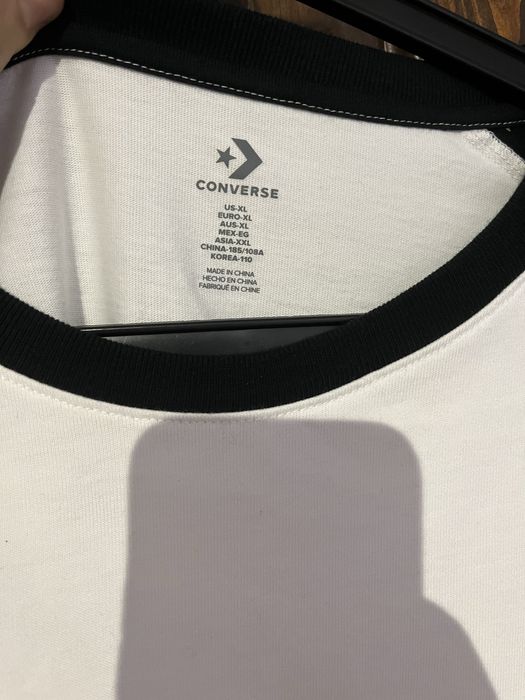 CONVERSE
US-XL
EURO-XL
AUS-XL
MEX-EG
ASIA-XXL
CHINA-185/108A
KOREA-110
MADE IN CHINA
HECHO EN CHINA
FABRIQUÉ EN CHINE